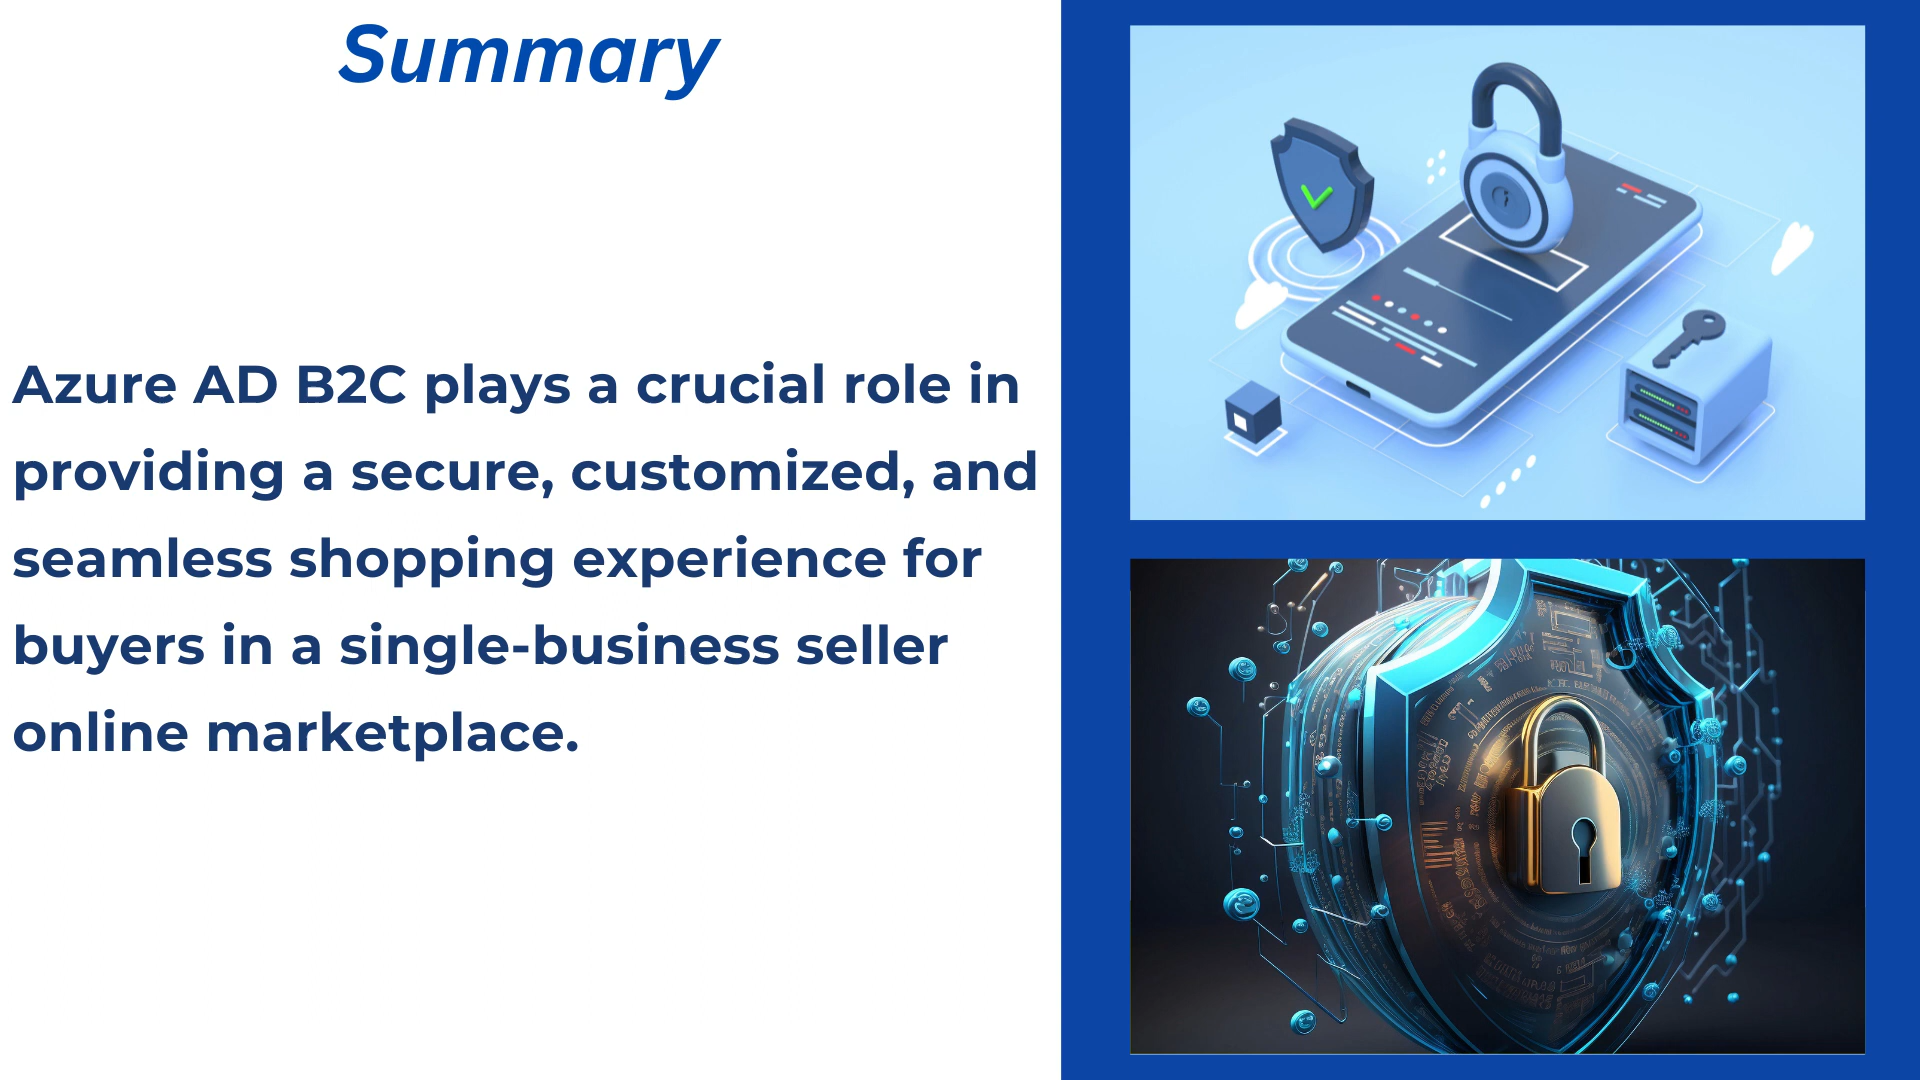 Summary
Azure AD B2C plays a crucial role in
providing a secure, customized, and
seamless shopping experience for
buyers in a single-business seller
online marketplace.